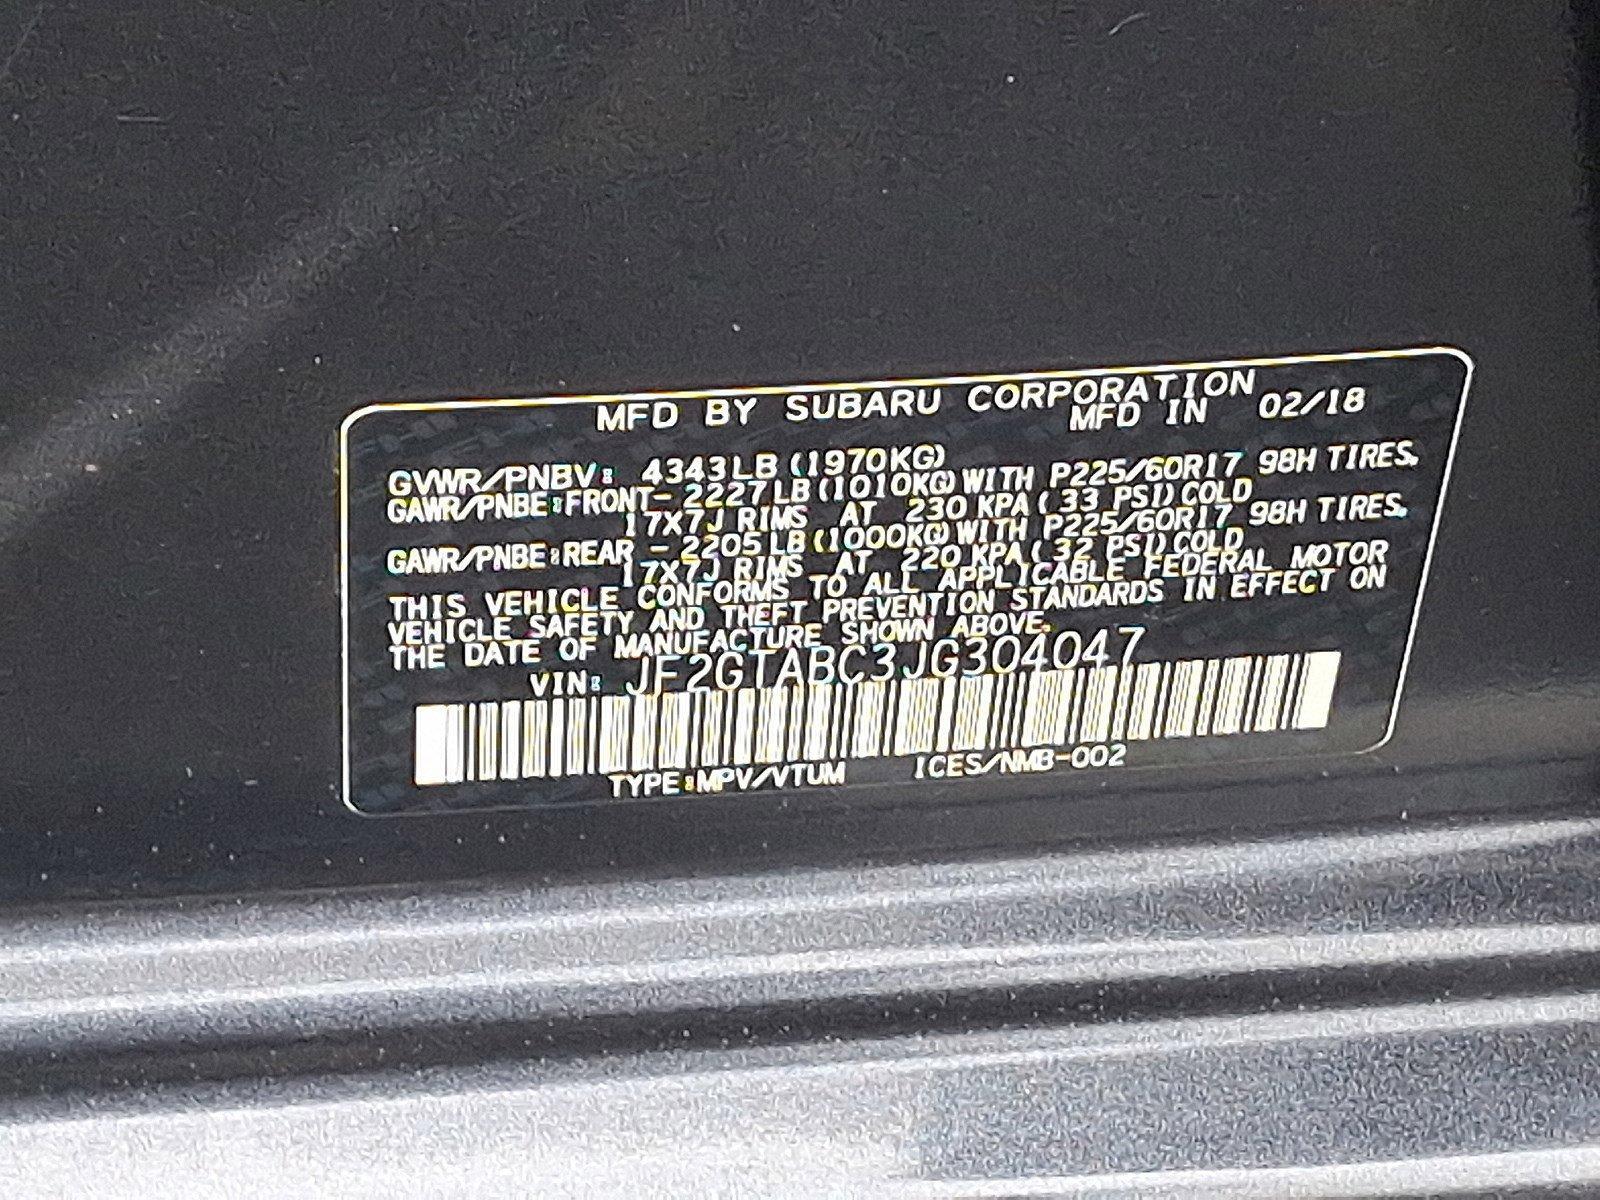 MFD BY SUBARU CORPORATION
MFD IN 02/18
GVWR/PNBV: 4343LB (1970KG)
GAWR/PNBE:FRONT- 2227LB(1010KG)WITH P225/60R17 98H TIRES.
17X7J RIMS AT 230 KPA( 33 PSI)COLD
GAWR/PNBE:REAR - 2205LB(1000KG)WITH P225/60R17 98H TIRES.
17X7J RIMS AT 220 KPA( 32 PSI)COLD
THIS VEHICLE CONFORMS TO ALL APPLICABLE FEDERAL MOTOR
VEHICLE SAFETY AND THEFT PREVENTION STANDARDS IN EFFECT ON
THE DATE OF MANUFACTURE SHOWN ABOVE.
VIN: JF2GTABC3JG304047
TYPE:MPV/VTUM ICES/NMB-002